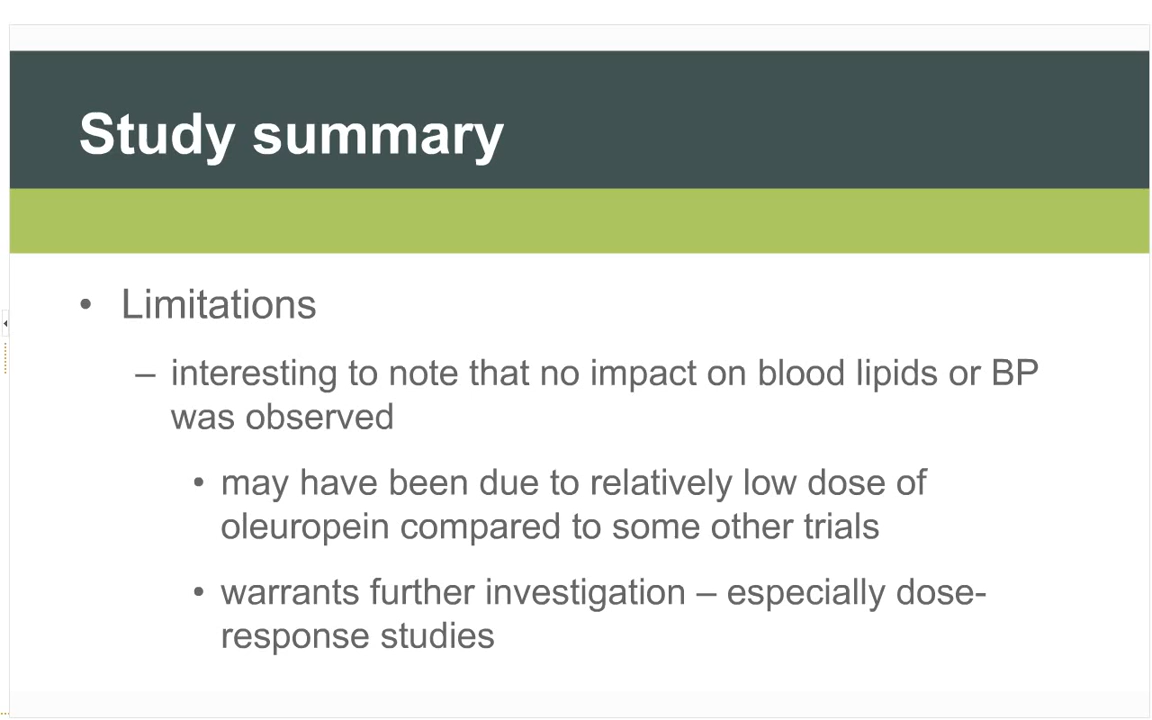 Study summary
• Limitations
– interesting to note that no impact on blood lipids or BP
was observed
• may have been due to relatively low dose of
oleuropein compared to some other trials
• warrants further investigation – especially dose-
response studies